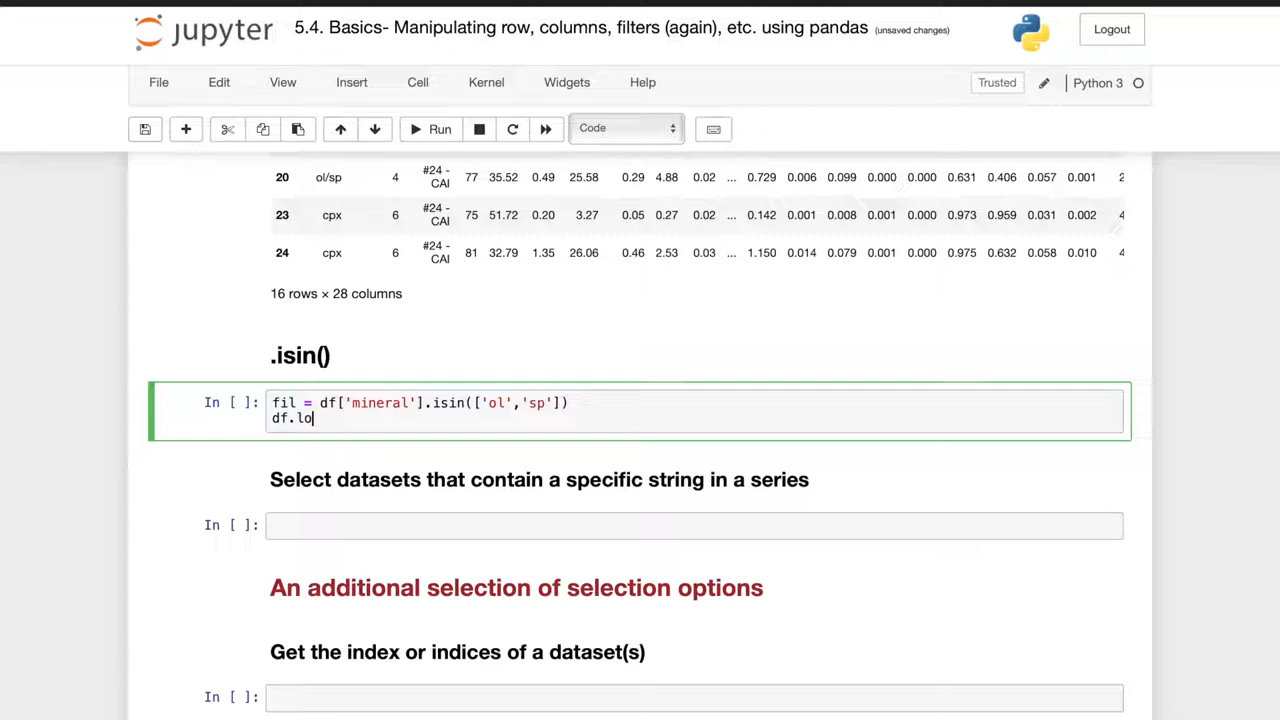 jupyter 5.4. Basics- Manipulating row, columns, filters (again), etc. using pandas (unsaved changes) Logout
File Edit View Insert Cell Kernel Widgets Help Trusted Python 3
Run Code
20 ol/sp 4 #24 - CAI 77 35.52 0.49 25.58 0.29 4.88 0.02 ... 0.729 0.006 0.099 0.000 0.000 0.631 0.406 0.057 0.001 2
23 cpx 6 #24 - CAI 75 51.72 0.20 3.27 0.05 0.27 0.02 ... 0.142 0.001 0.008 0.001 0.000 0.973 0.959 0.031 0.002 4
24 cpx 6 #24 - CAI 81 32.79 1.35 26.06 0.46 2.53 0.03 ... 1.150 0.014 0.079 0.001 0.000 0.975 0.632 0.058 0.010 4
16 rows × 28 columns
.isin()
In [ ]: fil = df['mineral'].isin(['ol','sp'])
df.lo
Select datasets that contain a specific string in a series
In [ ]:
An additional selection of selection options
Get the index or indices of a dataset(s)
In [ ]: